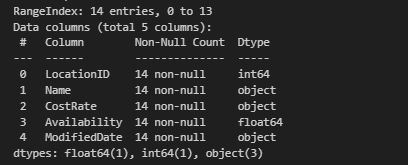 RangeIndex: 14 entries, 0 to 13
Data columns (total 5 columns):
 #   Column        Non-Null Count  Dtype
---  ------        --------------  -----
 0   LocationID    14 non-null     int64
 1   Name          14 non-null     object
 2   CostRate      14 non-null     object
 3   Availability  14 non-null     float64
 4   ModifiedDate  14 non-null     object
dtypes: float64(1), int64(1), object(3)